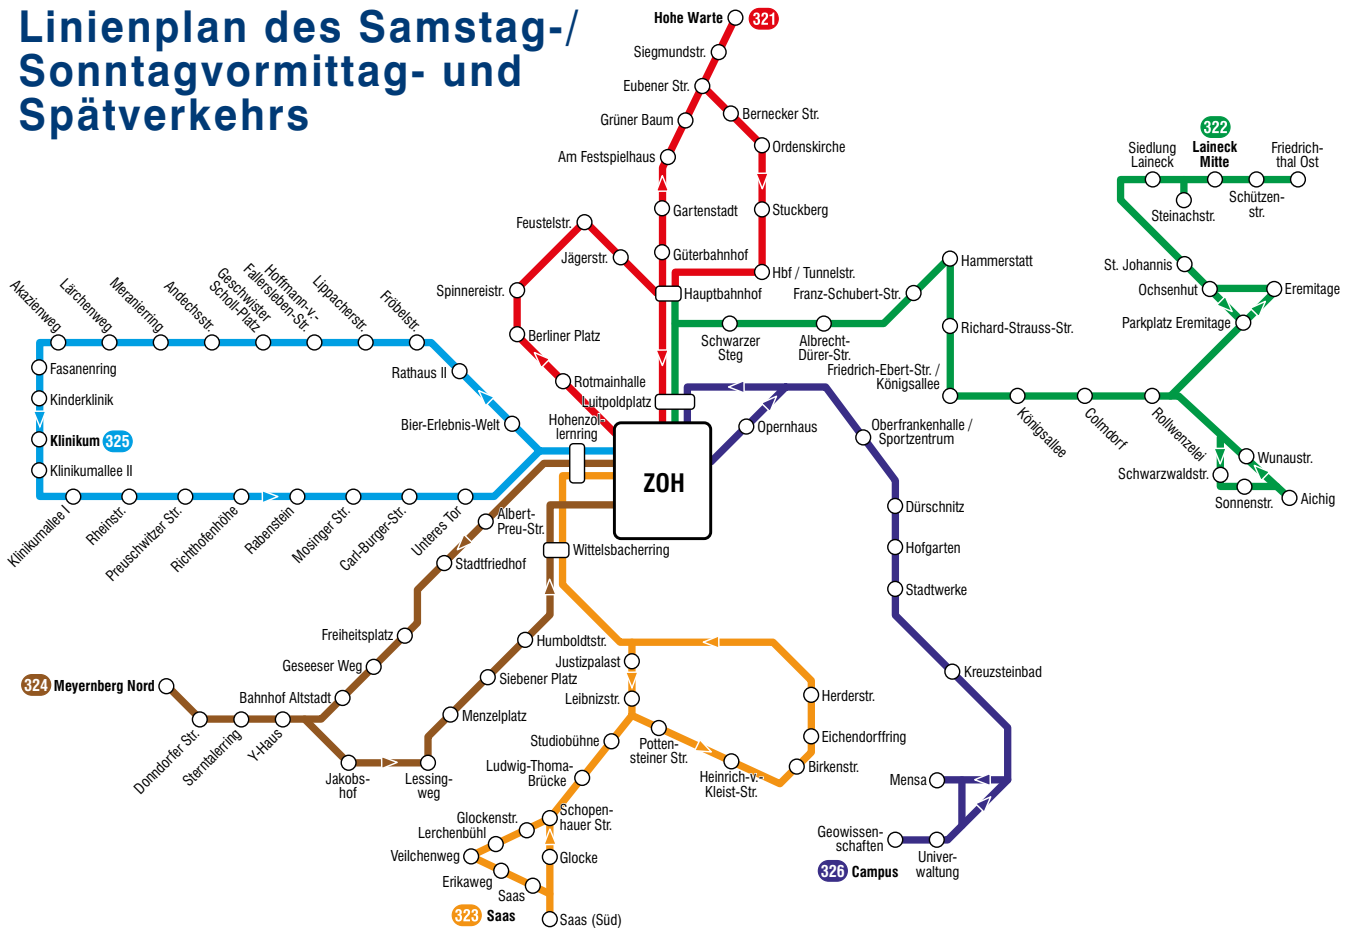 Linienplan des Samstag-/
Sonntagvormittag- und
Spätverkehrs
Hohe Warte 321
Siegmundstr.
Eubener Str.
Grüner Baum
Bernecker Str.
Am Festspielhaus
Ordenskirche
Gartenstadt
Stuckberg
Feustelstr.
Jägerstr.
Güterbahnhof
Hbf / Tunnelstr.
Spinnereistr.
Hauptbahnhof
Berliner Platz
Rotmainhalle
Luitpoldplatz
Hohenzol-
lernring
ZOH
322
Laineck
Mitte
Siedlung
Laineck
Friedrich-
thal Ost
Steinachstr.
Schützen-
str.
St. Johannis
Ochsenhut
Eremitage
Parkplatz Eremitage
Hammerstatt
Franz-Schubert-Str.
Schwarzer
Steg
Albrecht-
Dürer-Str.
Richard-Strauss-Str.
Friedrich-Ebert-Str. /
Königsallee
Königsallee
Colmdorf
Rollwenzelei
Wunaustr.
Schwarzwaldstr.
Sonnenstr.
Aichig
Akazienweg
Lärchenweg
Meranierring
Andechsstr.
Geschwister
Scholl-Platz
Hoffmann-v.-
Fallersleben-Str.
Lippacherstr.
Fröbelstr.
Rathaus II
Bier-Erlebnis-Welt
Fasanenring
Kinderklinik
Klinikum 325
Klinikumallee II
Klinikumallee I
Rheinstr.
Preuschwitzer Str.
Richthofenhöhe
Rabenstein
Mosinger Str.
Carl-Burger-Str.
Unteres Tor
Albert-
Preu-Str.
Stadtfriedhof
Wittelsbacherring
Freiheitsplatz
Geseeser Weg
Bahnhof Altstadt
324 Meyernberg Nord
Donndorfer Str.
Sterntalerring
Y-Haus
Jakobs-
hof
Lessing-
weg
Menzelplatz
Siebener Platz
Humboldtstr.
Justizpalast
Leibnizstr.
Studiobühne
Ludwig-Thoma-
Brücke
Schopen-
hauer Str.
Glockenstr.
Lerchenbühl
Veilchenweg
Erikaweg
Saas
Glocke
323 Saas
Saas (Süd)
Potten-
steiner Str.
Heinrich-v.-
Kleist-Str.
Birkenstr.
Eichendorffring
Herderstr.
Opernhaus
Oberfrankenhalle /
Sportzentrum
Dürschnitz
Hofgarten
Stadtwerke
Kreuzsteinbad
Mensa
Geowissen-
schaften
Univer-
waltung
326 Campus